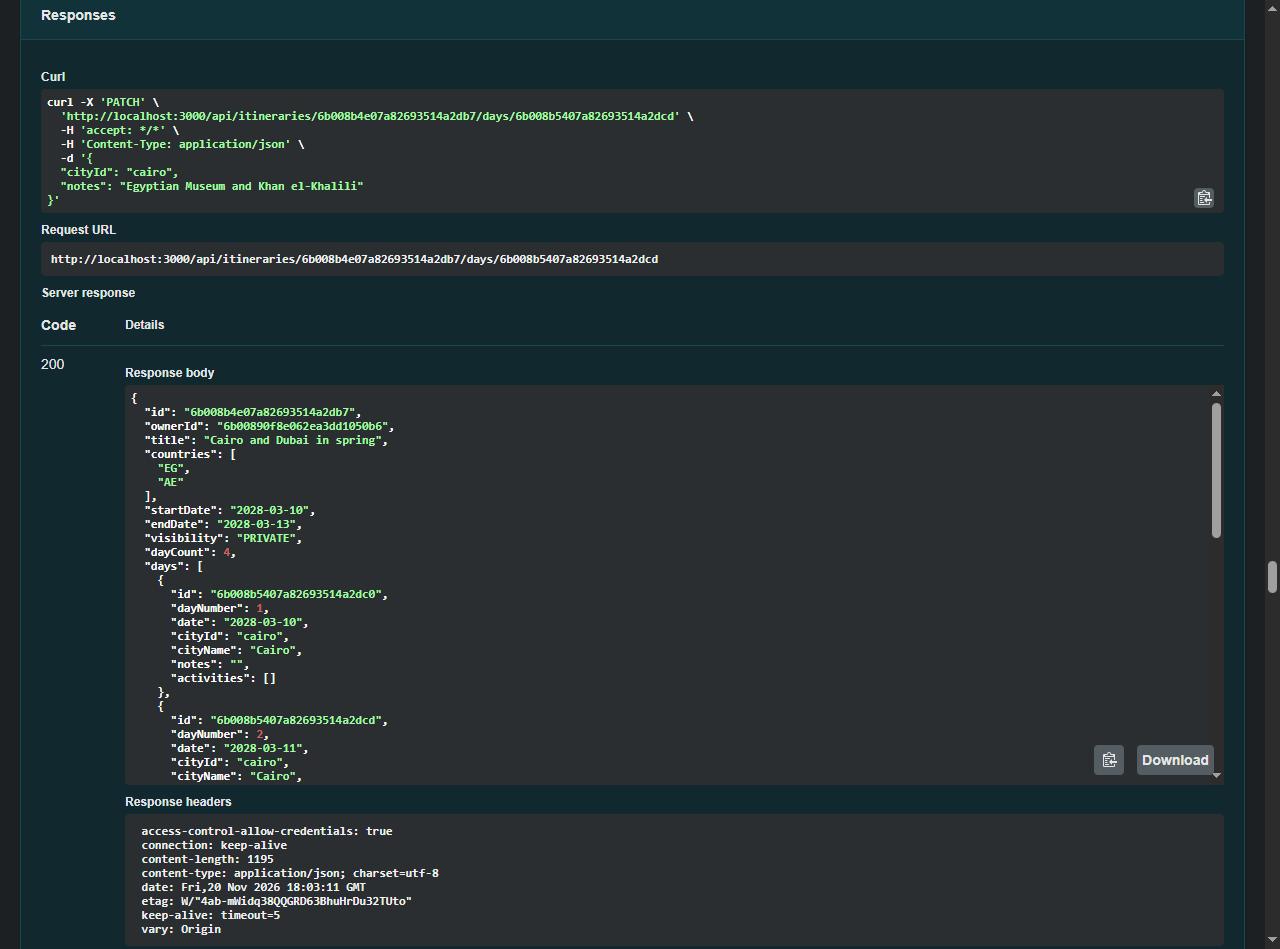 Responses
Curl
curl -X 'PATCH' \
  'http://localhost:3000/api/itineraries/6b008b4e07a82693514a2db7/days/6b008b5407a82693514a2dcd' \
  -H 'accept: */*' \
  -H 'Content-Type: application/json' \
  -d '{
  "cityId": "cairo",
  "notes": "Egyptian Museum and Khan el-Khalili"
}'
Request URL
http://localhost:3000/api/itineraries/6b008b4e07a82693514a2db7/days/6b008b5407a82693514a2dcd
Server response
Code Details
200
Response body
{
  "id": "6b008b4e07a82693514a2db7",
  "ownerId": "6b00890f8e062ea3dd1050b6",
  "title": "Cairo and Dubai in spring",
  "countries": [
    "EG",
    "AE"
  ],
  "startDate": "2028-03-10",
  "endDate": "2028-03-13",
  "visibility": "PRIVATE",
  "dayCount": 4,
  "days": [
    {
      "id": "6b008b5407a82693514a2dc0",
      "dayNumber": 1,
      "date": "2028-03-10",
      "cityId": "cairo",
      "cityName": "Cairo",
      "notes": "",
      "activities": []
    },
    {
      "id": "6b008b5407a82693514a2dcd",
      "dayNumber": 2,
      "date": "2028-03-11",
      "cityId": "cairo",
      "cityName": "Cairo",
Download
Response headers
access-control-allow-credentials: true
connection: keep-alive
content-length: 1195
content-type: application/json; charset=utf-8
date: Fri,20 Nov 2026 18:03:11 GMT
etag: W/"4ab-mWidq38QQGRD63BhuHrDu32TUto"
keep-alive: timeout=5
vary: Origin